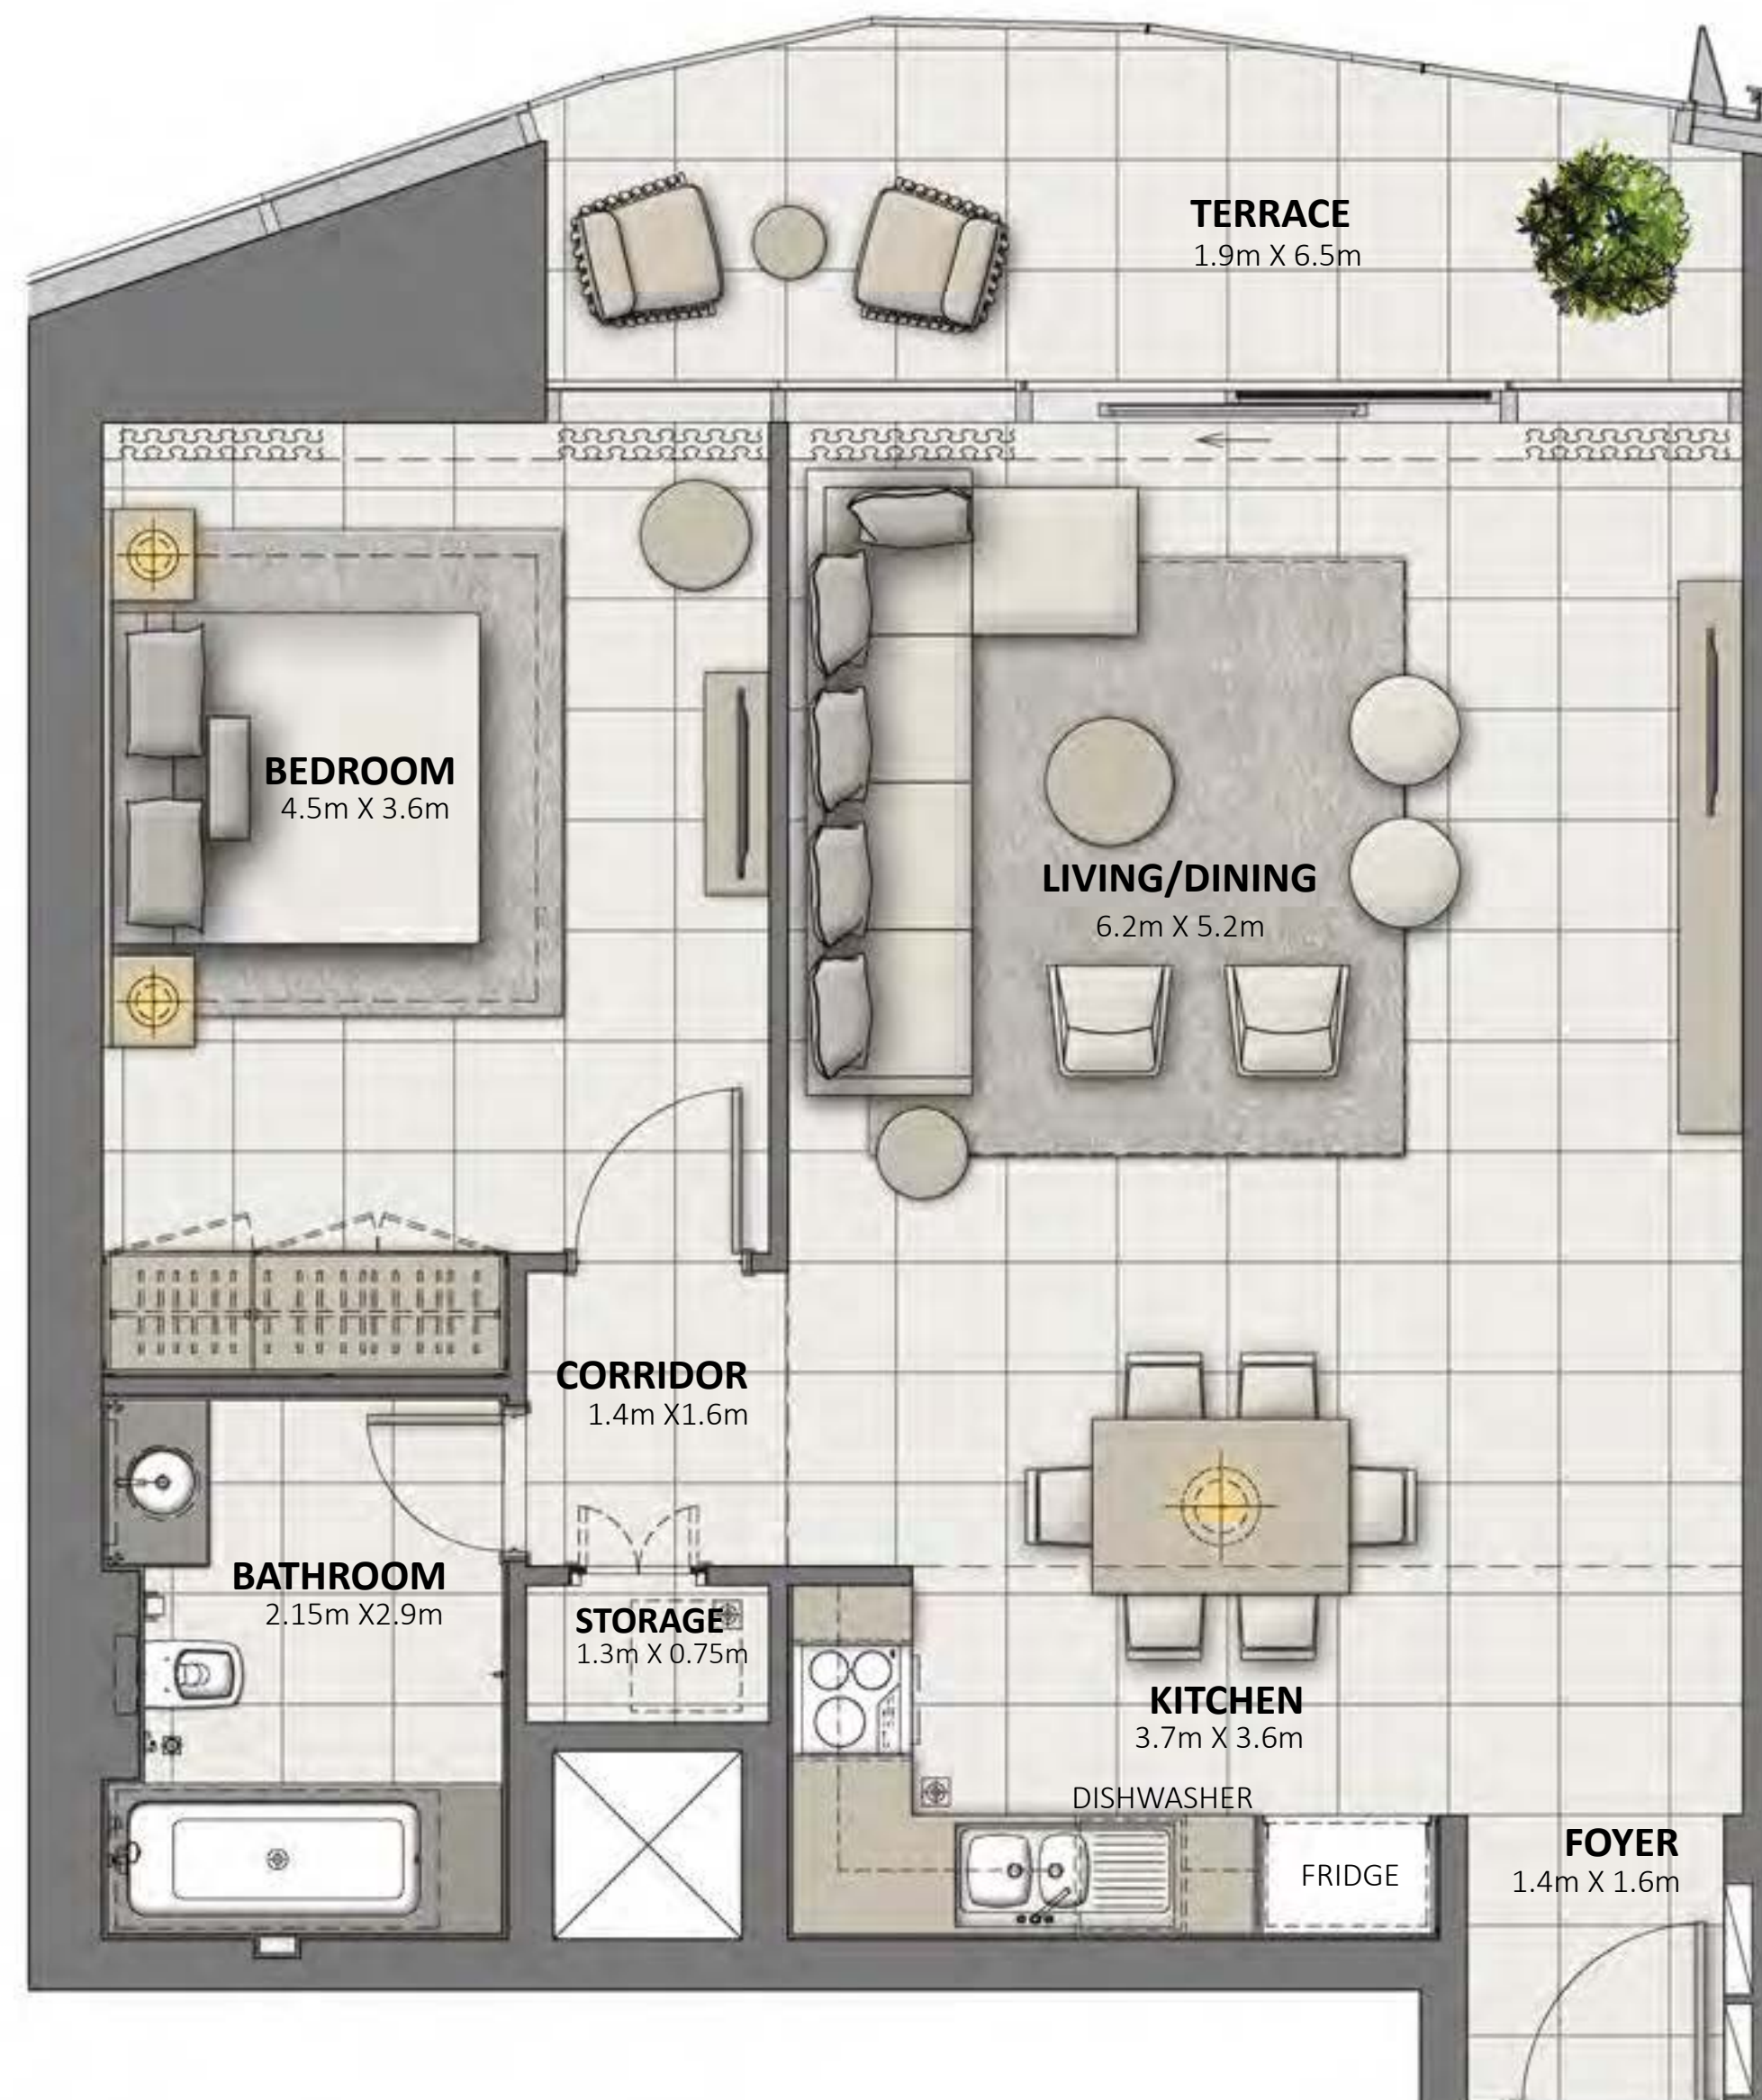 TERRACE
1.9m X 6.5m
BEDROOM
4.5m X 3.6m
LIVING/DINING
6.2m X 5.2m
CORRIDOR
1.4m X1.6m
BATHROOM
2.15m X2.9m
STORAGE
1.3m X 0.75m
KITCHEN
3.7m X 3.6m
DISHWASHER
FRIDGE
FOYER
1.4m X 1.6m